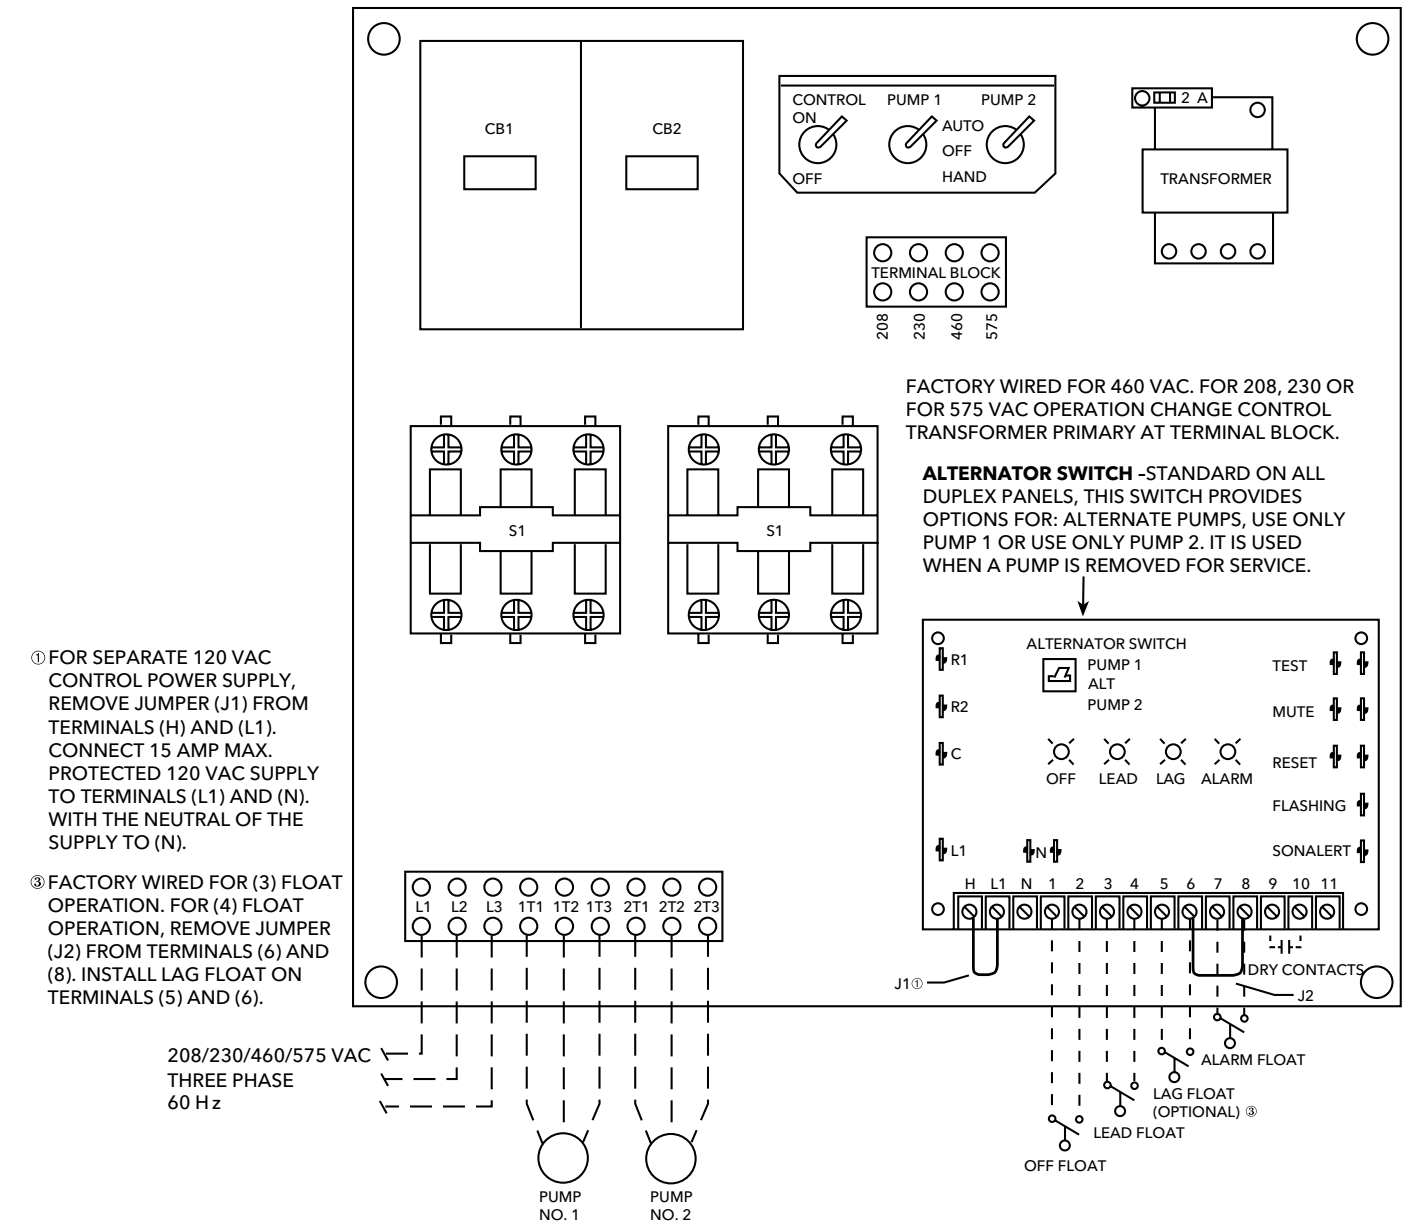 CB1
CB2
CONTROL
ON
OFF
PUMP 1
PUMP 2
AUTO
OFF
HAND
2 A
TRANSFORMER
TERMINAL BLOCK
208
230
460
575
FACTORY WIRED FOR 460 VAC. FOR 208, 230 OR
FOR 575 VAC OPERATION CHANGE CONTROL
TRANSFORMER PRIMARY AT TERMINAL BLOCK.
ALTERNATOR SWITCH –STANDARD ON ALL
DUPLEX PANELS, THIS SWITCH PROVIDES
OPTIONS FOR: ALTERNATE PUMPS, USE ONLY
PUMP 1 OR USE ONLY PUMP 2. IT IS USED
WHEN A PUMP IS REMOVED FOR SERVICE.
S1
S1
① FOR SEPARATE 120 VAC
CONTROL POWER SUPPLY,
REMOVE JUMPER (J1) FROM
TERMINALS (H) AND (L1).
CONNECT 15 AMP MAX.
PROTECTED 120 VAC SUPPLY
TO TERMINALS (L1) AND (N).
WITH THE NEUTRAL OF THE
SUPPLY TO (N).
③ FACTORY WIRED FOR (3) FLOAT
OPERATION. FOR (4) FLOAT
OPERATION, REMOVE JUMPER
(J2) FROM TERMINALS (6) AND
(8). INSTALL LAG FLOAT ON
TERMINALS (5) AND (6).
ALTERNATOR SWITCH
PUMP 1
ALT
PUMP 2
R1
R2
C
L1
N
OFF
LEAD
LAG
ALARM
TEST
MUTE
RESET
FLASHING
SONALERT
H L1 N 1 2 3 4 5 6 7 8 9 10 11
L1 L2 L3 1T1 1T2 1T3 2T1 2T2 2T3
DRY CONTACTS
J1①
J2
208/230/460/575 VAC
THREE PHASE
60 Hz
ALARM FLOAT
LAG FLOAT
(OPTIONAL) ③
LEAD FLOAT
OFF FLOAT
PUMP
NO. 1
PUMP
NO. 2